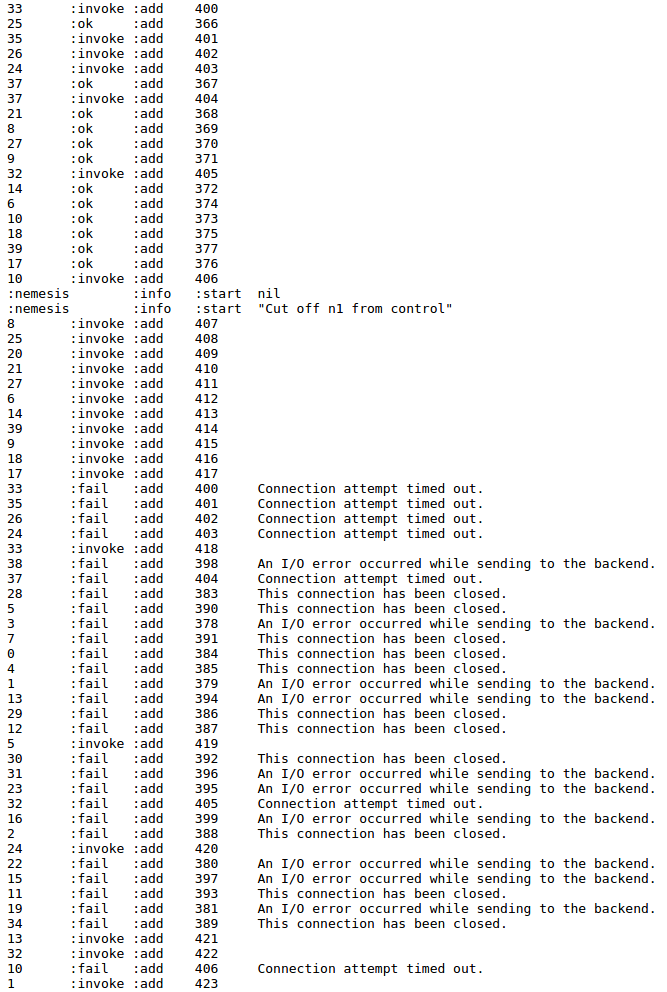 33      :invoke :add    400
25      :ok     :add    366
35      :invoke :add    401
26      :invoke :add    402
24      :invoke :add    403
37      :ok     :add    367
37      :invoke :add    404
21      :ok     :add    368
8       :ok     :add    369
27      :ok     :add    370
9       :ok     :add    371
32      :invoke :add    405
14      :ok     :add    372
6       :ok     :add    374
10      :ok     :add    373
18      :ok     :add    375
39      :ok     :add    377
17      :ok     :add    376
10      :invoke :add    406
:nemesis        :info   :start  nil
:nemesis        :info   :start  "Cut off n1 from control"
8       :invoke :add    407
25      :invoke :add    408
20      :invoke :add    409
21      :invoke :add    410
27      :invoke :add    411
6       :invoke :add    412
14      :invoke :add    413
39      :invoke :add    414
9       :invoke :add    415
18      :invoke :add    416
17      :invoke :add    417
33      :fail   :add    400     Connection attempt timed out.
35      :fail   :add    401     Connection attempt timed out.
26      :fail   :add    402     Connection attempt timed out.
24      :fail   :add    403     Connection attempt timed out.
33      :invoke :add    418
38      :fail   :add    398     An I/O error occurred while sending to the backend.
37      :fail   :add    404     Connection attempt timed out.
28      :fail   :add    383     This connection has been closed.
5       :fail   :add    390     This connection has been closed.
3       :fail   :add    378     An I/O error occurred while sending to the backend.
7       :fail   :add    391     This connection has been closed.
0       :fail   :add    384     This connection has been closed.
4       :fail   :add    385     This connection has been closed.
1       :fail   :add    379     An I/O error occurred while sending to the backend.
13      :fail   :add    394     An I/O error occurred while sending to the backend.
29      :fail   :add    386     This connection has been closed.
12      :fail   :add    387     This connection has been closed.
5       :invoke :add    419
30      :fail   :add    392     This connection has been closed.
31      :fail   :add    396     An I/O error occurred while sending to the backend.
23      :fail   :add    395     An I/O error occurred while sending to the backend.
32      :fail   :add    405     Connection attempt timed out.
16      :fail   :add    399     An I/O error occurred while sending to the backend.
2       :fail   :add    388     This connection has been closed.
24      :invoke :add    420
22      :fail   :add    380     An I/O error occurred while sending to the backend.
15      :fail   :add    397     An I/O error occurred while sending to the backend.
11      :fail   :add    393     This connection has been closed.
19      :fail   :add    381     An I/O error occurred while sending to the backend.
34      :fail   :add    389     This connection has been closed.
13      :invoke :add    421
32      :invoke :add    422
10      :fail   :add    406     Connection attempt timed out.
1       :invoke :add    423